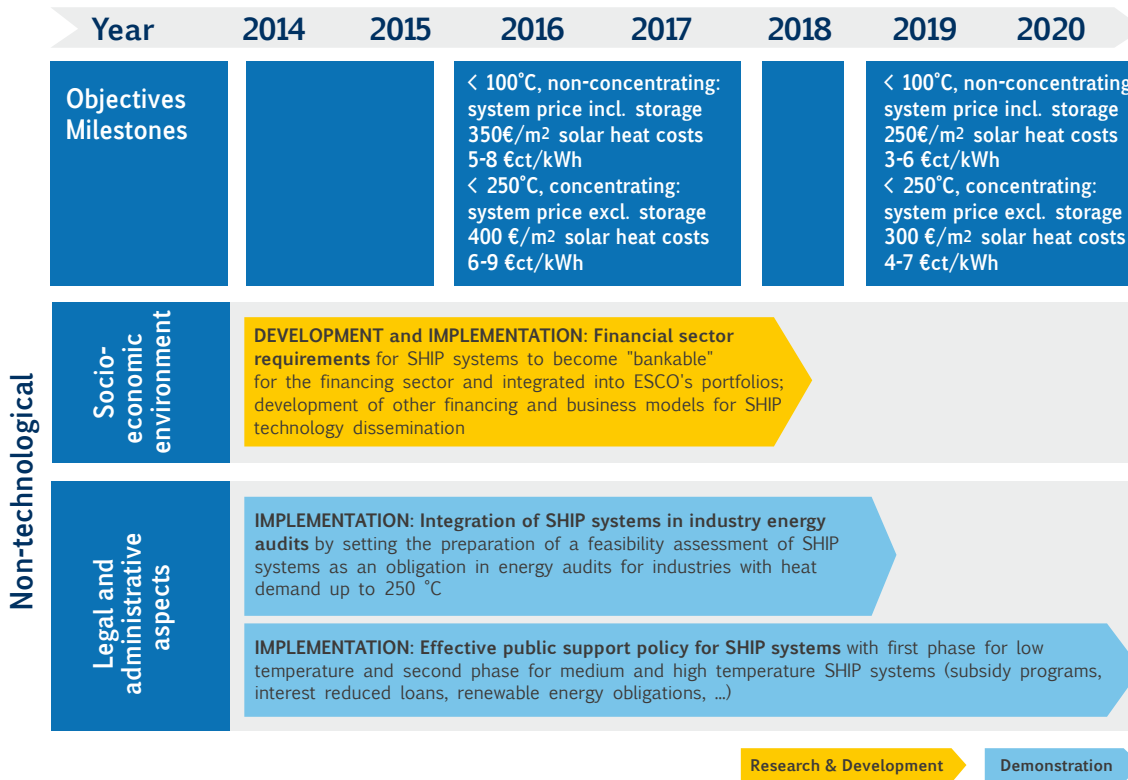 Year 2014 2015 2016 2017 2018 2019 2020
Objectives
Milestones
< 100°C, non-concentrating:
system price incl. storage
350€/m2 solar heat costs
5-8 €ct/kWh
< 250°C, concentrating:
system price excl. storage
400 €/m2 solar heat costs
6-9 €ct/kWh
< 100°C, non-concentrating
system price incl. storage
250€/m2 solar heat costs
3-6 €ct/kWh
< 250°C, concentrating:
system price excl. storage
300 €/m2 solar heat costs
4-7 €ct/kWh
Non-technological
Socio-
economic
environment
DEVELOPMENT and IMPLEMENTATION: Financial sector
requirements for SHIP systems to become "bankable"
for the financing sector and integrated into ESCO's portfolios;
development of other financing and business models for SHIP
technology dissemination
Legal and
administrative
aspects
IMPLEMENTATION: Integration of SHIP systems in industry energy
audits by setting the preparation of a feasibility assessment of SHIP
systems as an obligation in energy audits for industries with heat
demand up to 250 °C
IMPLEMENTATION: Effective public support policy for SHIP systems with first phase for low
temperature and second phase for medium and high temperature SHIP systems (subsidy programs,
interest reduced loans, renewable energy obligations, ...)
Research & Development
Demonstration